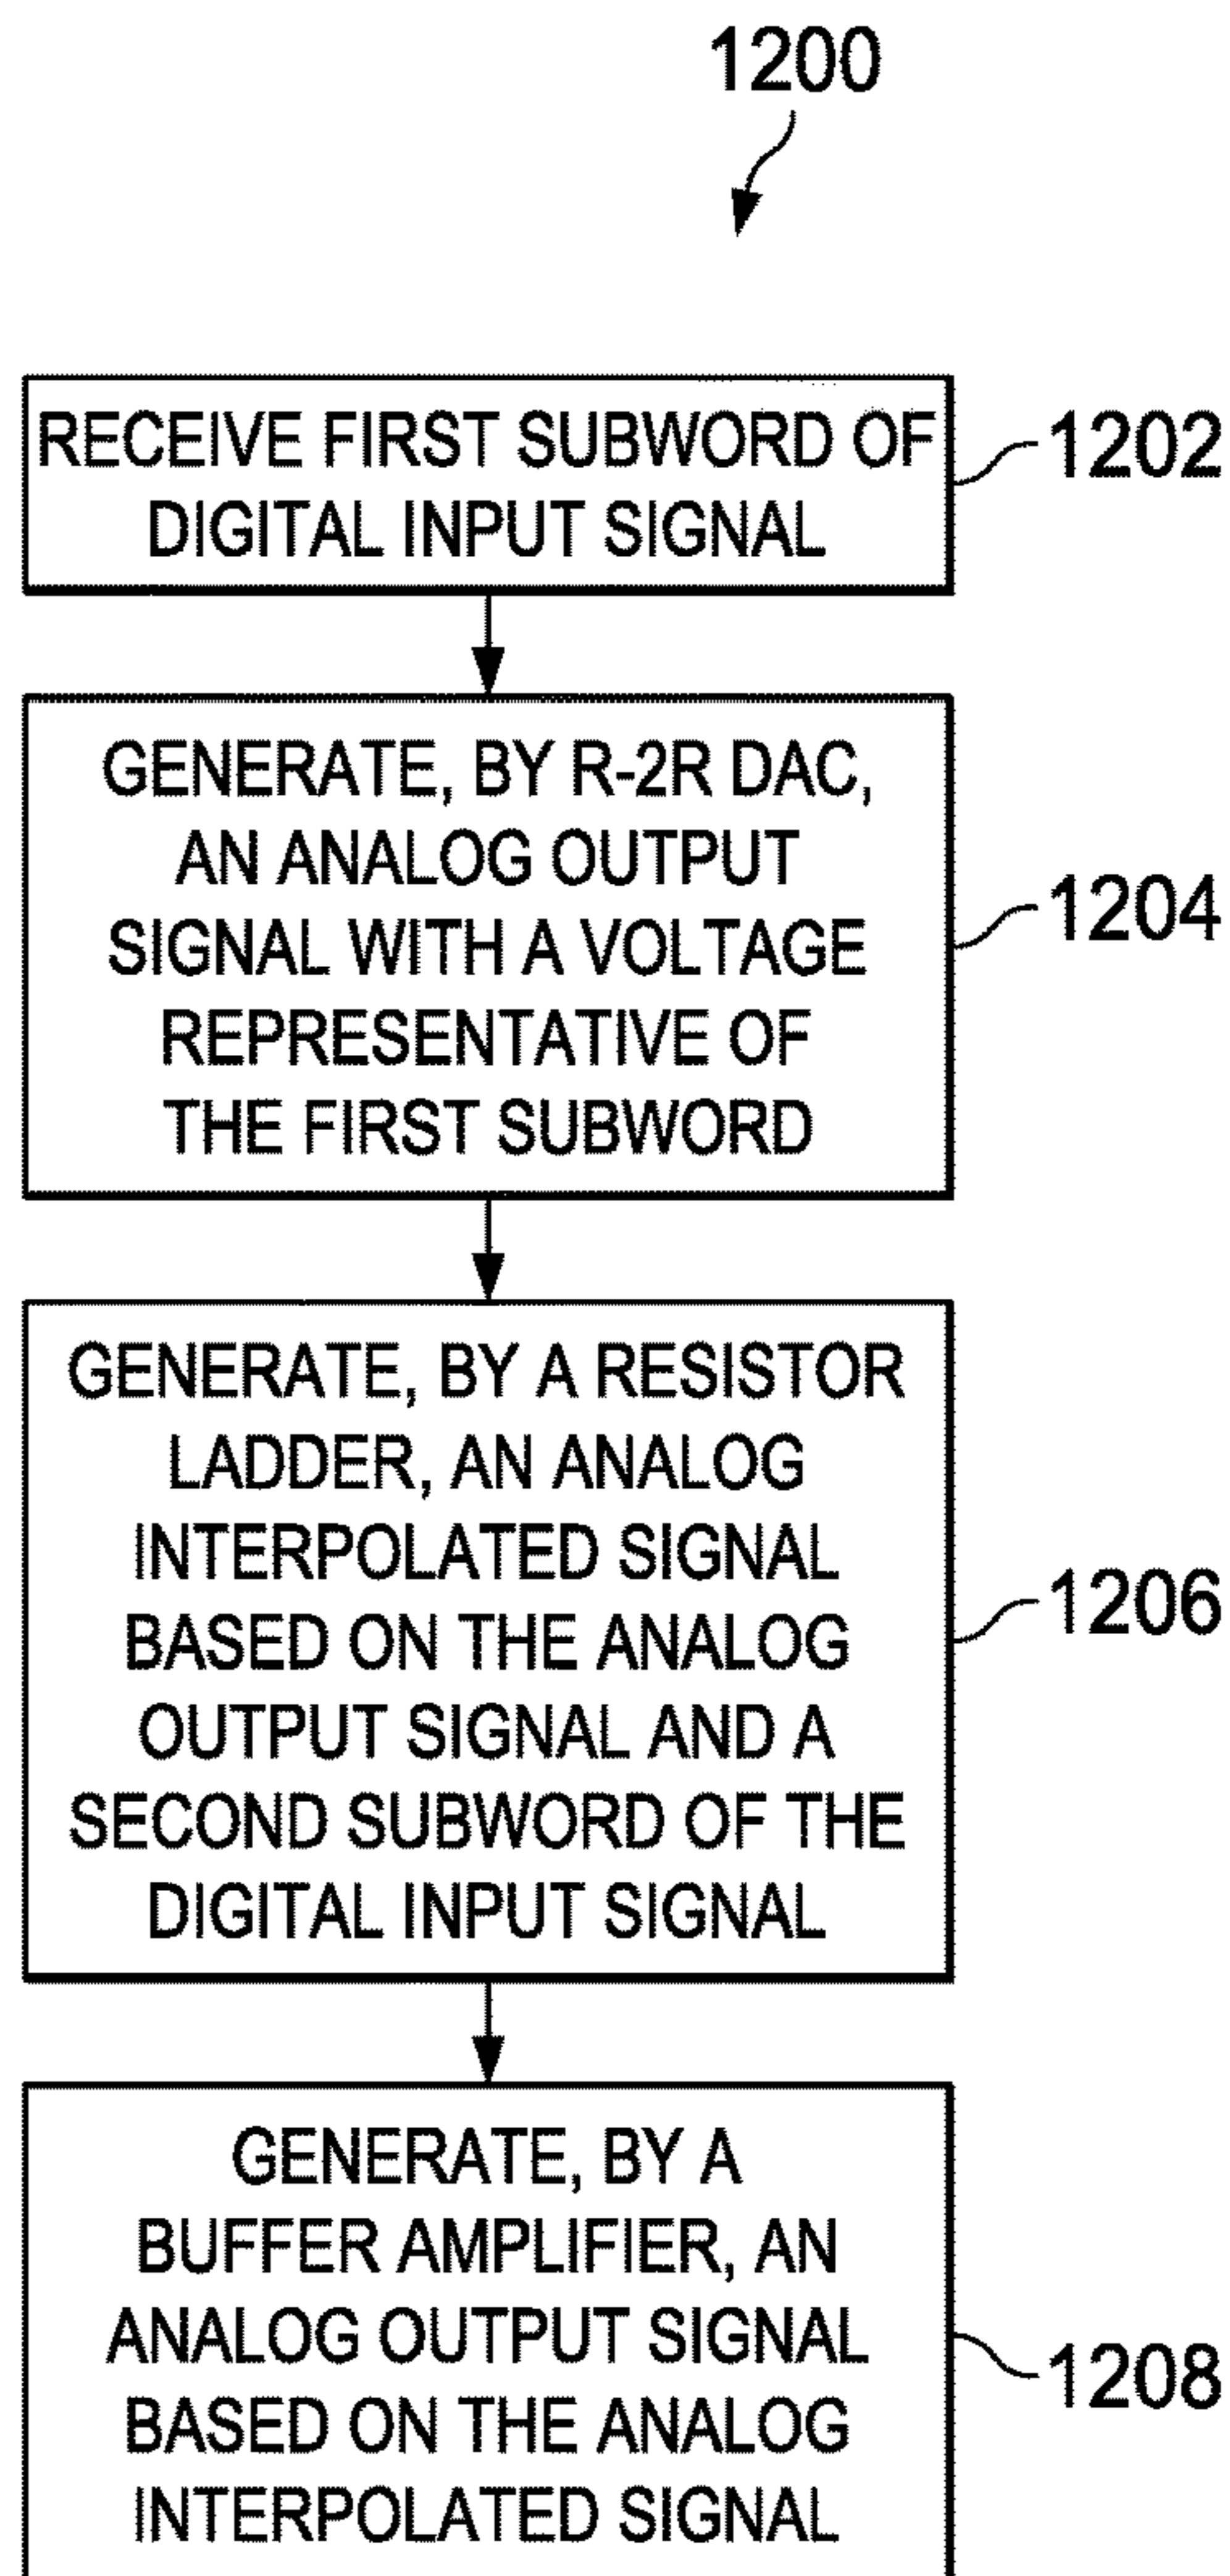 1200
RECEIVE FIRST SUBWORD OF
DIGITAL INPUT SIGNAL
1202
GENERATE, BY R-2R DAC,
AN ANALOG OUTPUT
SIGNAL WITH A VOLTAGE
REPRESENTATIVE OF
THE FIRST SUBWORD
1204
GENERATE, BY A RESISTOR
LADDER, AN ANALOG
INTERPOLATED SIGNAL
BASED ON THE ANALOG
OUTPUT SIGNAL AND A
SECOND SUBWORD OF THE
DIGITAL INPUT SIGNAL
1206
GENERATE, BY A
BUFFER AMPLIFIER, AN
ANALOG OUTPUT SIGNAL
BASED ON THE ANALOG
INTERPOLATED SIGNAL
1208